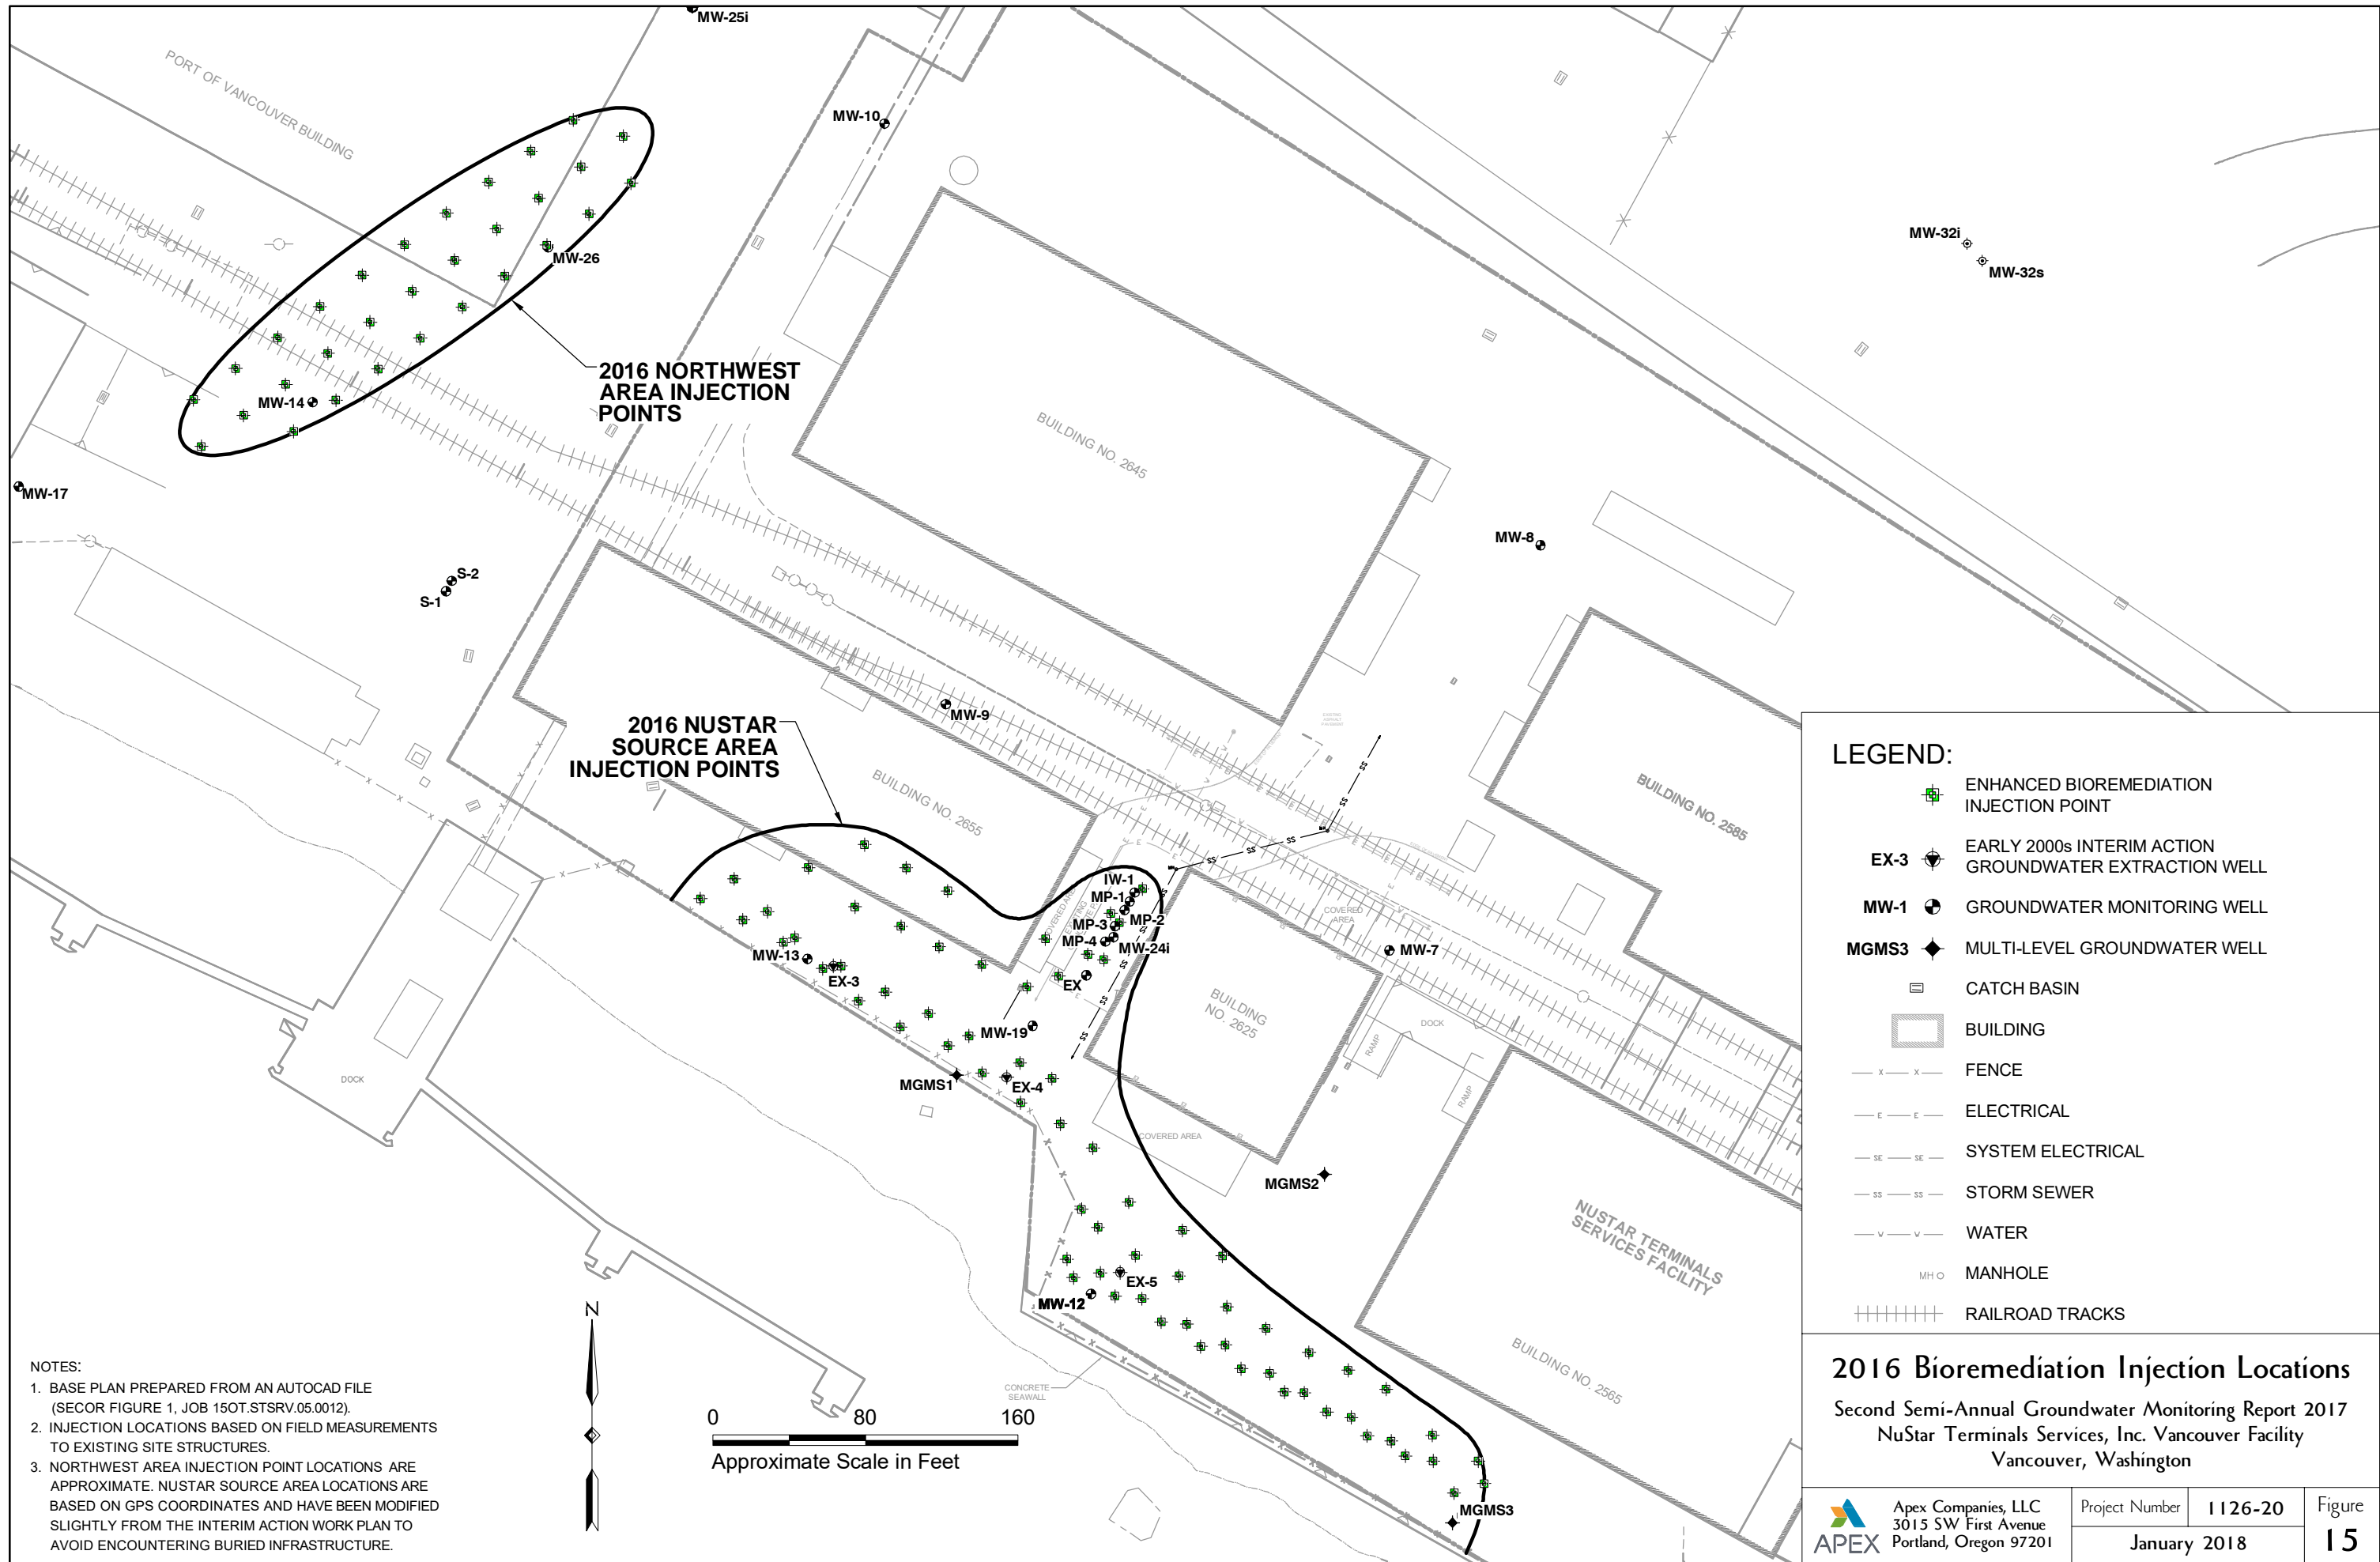 MW-25i
PORT OF VANCOUVER BUILDING
MW-10
MW-32i
MW-32s
MW-26
2016 NORTHWEST
AREA INJECTION
POINTS
MW-14
BUILDING NO. 2645
MW-17
MW-8
S-2
S-1
MW-9
2016 NUSTAR
SOURCE AREA
INJECTION POINTS
BUILDING NO. 2655
BUILDING NO. 2585
IW-1
MP-1
MP-2
MP-3
MP-4
MW-24i
COVERED
AREA
MW-7
MW-13
EX-3
EX
BUILDING
NO. 2625
MW-19
DOCK
RAMP
MGMS1
EX-4
DOCK
RAMP
COVERED AREA
MGMS2
NUSTAR TERMINALS
SERVICES FACILITY
EX-5
MW-12
BUILDING NO. 2565
CONCRETE
SEAWALL
MGMS3
N
0 80 160
Approximate Scale in Feet
NOTES:
1. BASE PLAN PREPARED FROM AN AUTOCAD FILE
(SECOR FIGURE 1, JOB 15OT.STSRV.05.0012).
2. INJECTION LOCATIONS BASED ON FIELD MEASUREMENTS
TO EXISTING SITE STRUCTURES.
3. NORTHWEST AREA INJECTION POINT LOCATIONS ARE
APPROXIMATE. NUSTAR SOURCE AREA LOCATIONS ARE
BASED ON GPS COORDINATES AND HAVE BEEN MODIFIED
SLIGHTLY FROM THE INTERIM ACTION WORK PLAN TO
AVOID ENCOUNTERING BURIED INFRASTRUCTURE.
LEGEND:
ENHANCED BIOREMEDIATION
INJECTION POINT
EX-3 EARLY 2000s INTERIM ACTION
GROUNDWATER EXTRACTION WELL
MW-1 GROUNDWATER MONITORING WELL
MGMS3 MULTI-LEVEL GROUNDWATER WELL
CATCH BASIN
BUILDING
X X FENCE
E E ELECTRICAL
SE SE SYSTEM ELECTRICAL
SS SS STORM SEWER
W W WATER
MH MANHOLE
RAILROAD TRACKS
2016 Bioremediation Injection Locations
Second Semi-Annual Groundwater Monitoring Report 2017
NuStar Terminals Services, Inc. Vancouver Facility
Vancouver, Washington
APEX
Apex Companies, LLC
3015 SW First Avenue
Portland, Oregon 97201
Project Number 1126-20
January 2018
Figure
15